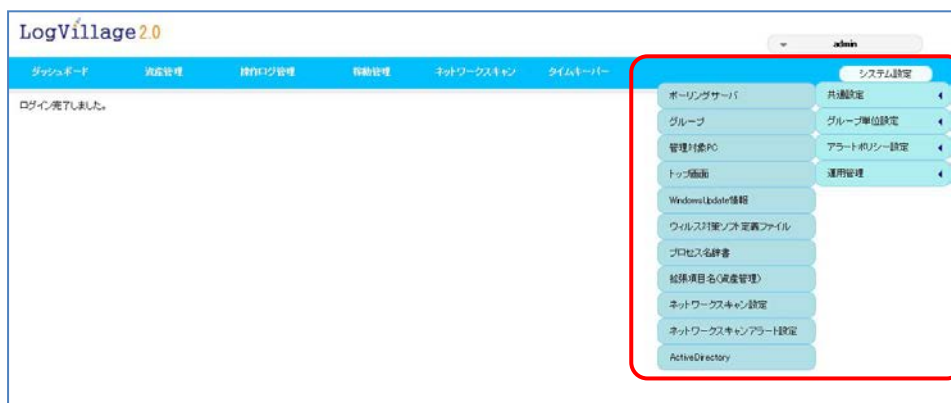 LogVillage 2.0
admin
ダッシュボード 資産管理 操作ログ管理 稼動管理 ネットワークスキャン タイムキーパー システム設定
ログイン完了しました。
ポーリングサーバ
グループ
管理対象PC
トップ画面
WindowsUpdate情報
ウィルス対策ソフト定義ファイル
プロセス名辞書
拡張項目名(資産管理)
ネットワークスキャン設定
ネットワークスキャンアラート設定
ActiveDirectory
共通設定
グループ単位設定
アラートポリシー設定
運用管理